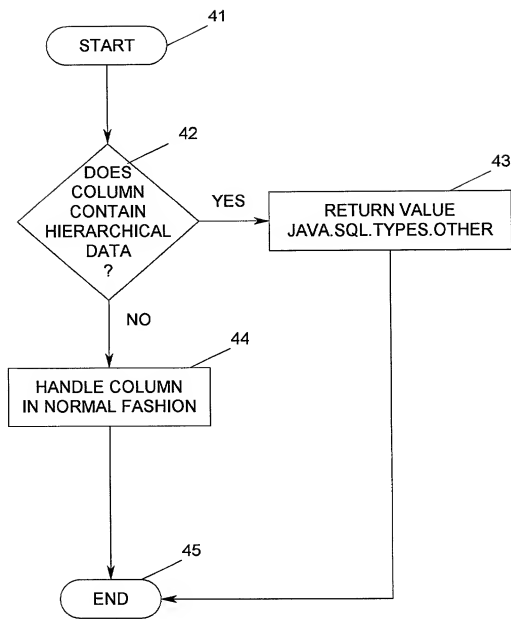 41
START
42
DOES
COLUMN
CONTAIN
HIERARCHICAL
DATA
?
YES
43
RETURN VALUE
JAVA.SQL.TYPES.OTHER
NO
44
HANDLE COLUMN
IN NORMAL FASHION
45
END